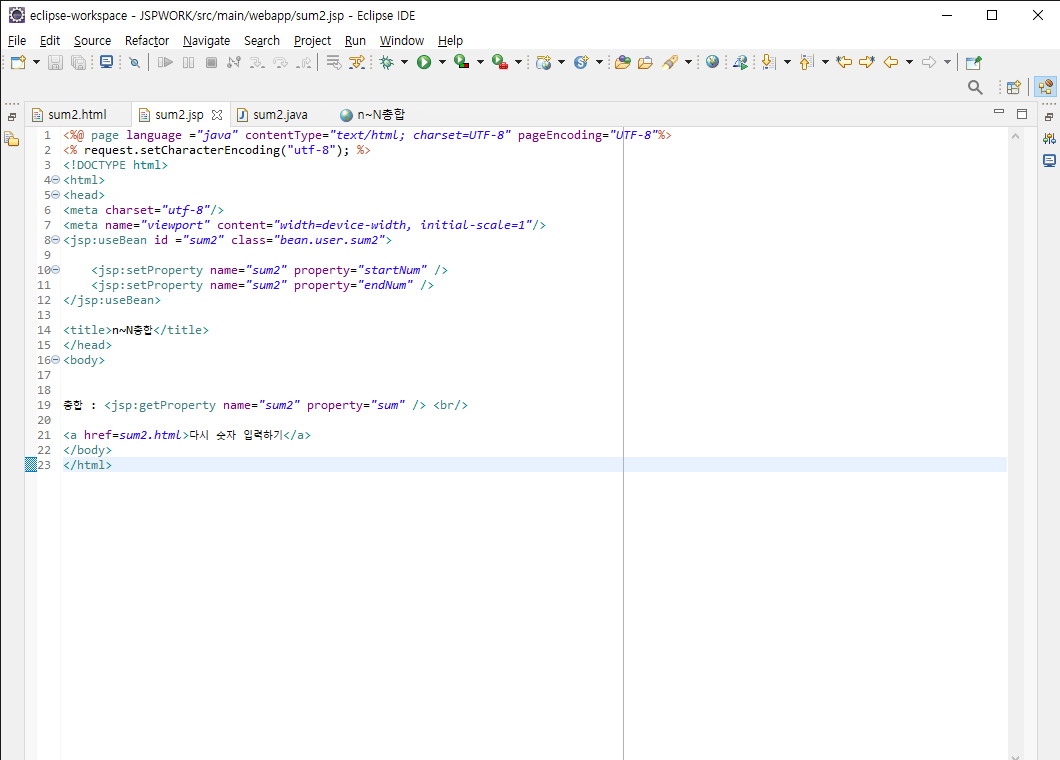 eclipse-workspace - JSPWORK/src/main/webapp/sum2.jsp - Eclipse IDE
File Edit Source Refactor Navigate Search Project Run Window Help
sum2.html sum2.jsp sum2.java n~N총합
1 <%@ page language ="java" contentType="text/html; charset=UTF-8" pageEncoding="UTF-8"%>
2 <% request.setCharacterEncoding("utf-8"); %>
3 <!DOCTYPE html>
4 <html>
5 <head>
6 <meta charset="utf-8"/>
7 <meta name="viewport" content="width=device-width, initial-scale=1"/>
8 <jsp:useBean id ="sum2" class="bean.user.sum2">
9
10 <jsp:setProperty name="sum2" property="startNum" />
11 <jsp:setProperty name="sum2" property="endNum" />
12 </jsp:useBean>
13
14 <title>n~N총합</title>
15 </head>
16 <body>
17
18
19 총합 : <jsp:getProperty name="sum2" property="sum" /> <br/>
20
21 <a href=sum2.html>다시 숫자 입력하기</a>
22 </body>
23 </html>